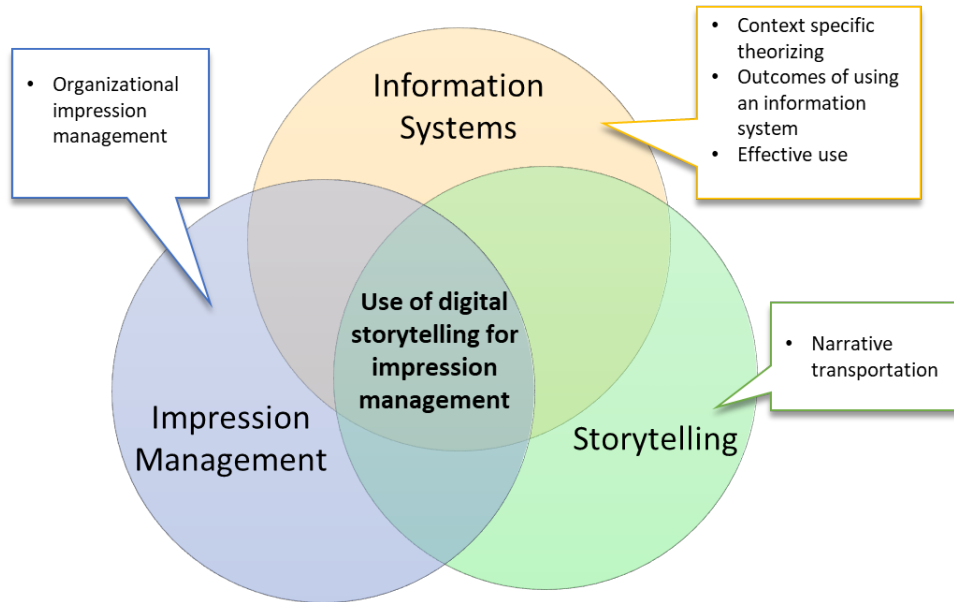 • Organizational
impression
management
Information
Systems
• Context specific
theorizing
• Outcomes of using
an information
system
• Effective use
Use of digital
storytelling for
impression
management
• Narrative
transportation
Impression
Management
Storytelling